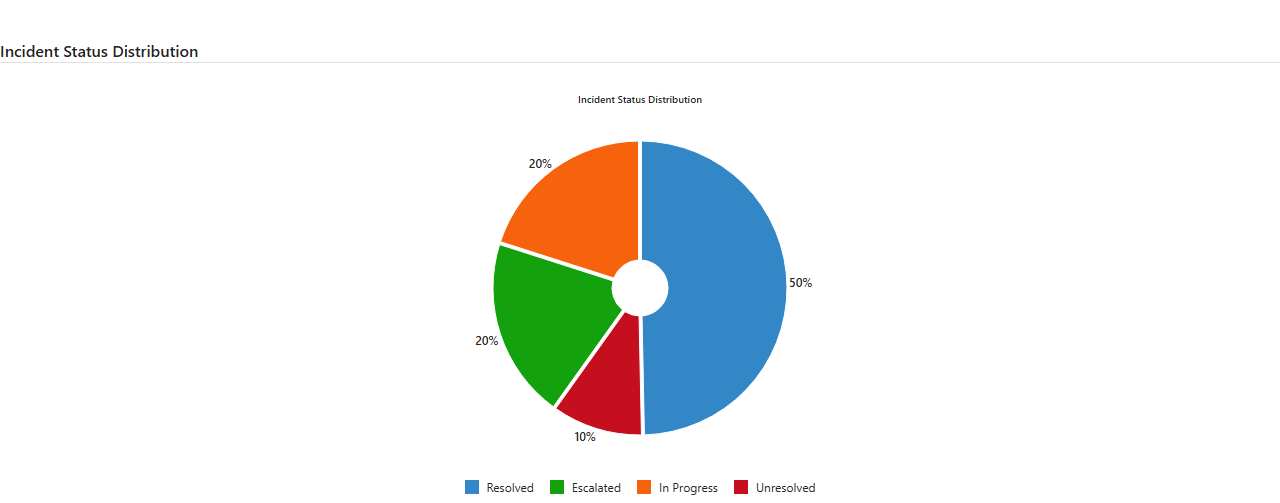 Incident Status Distribution
Incident Status Distribution
20%
50%
20%
10%
Resolved Escalated In Progress Unresolved